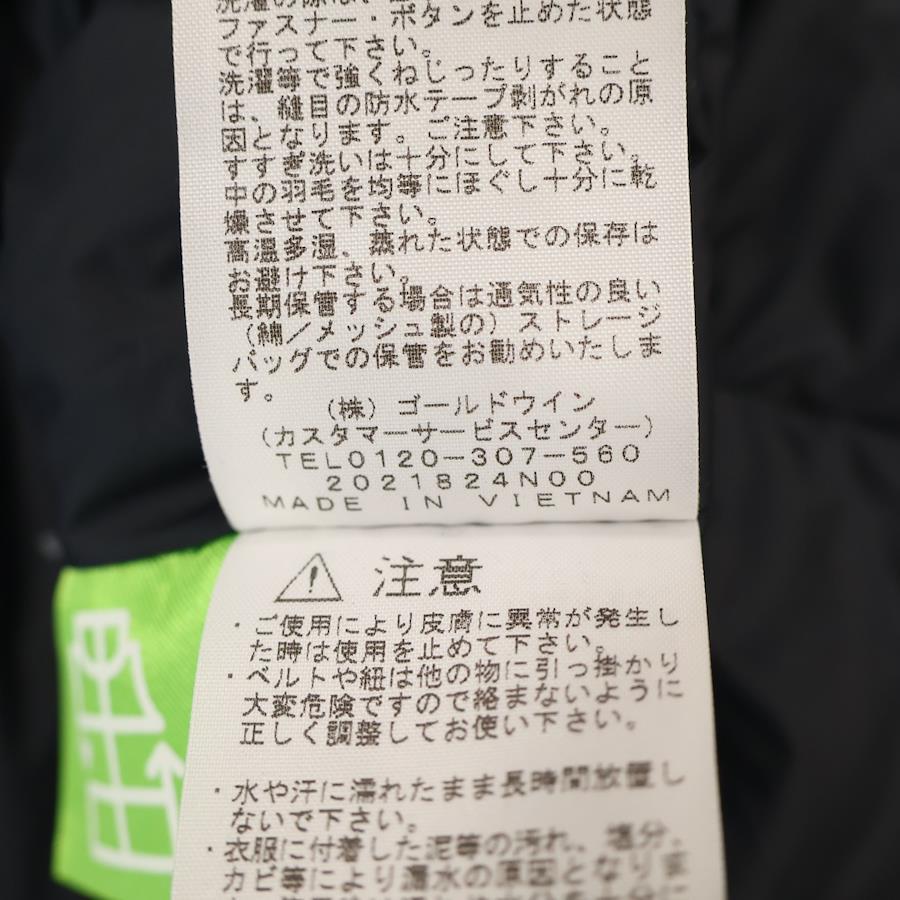 ファスナー・ボタンを止めた状態
で行って下さい。
洗濯等で強くねじったりすること
は、縫目の防水テープ剥がれの原
因となります。ご注意下さい。
すすぎ洗いは十分にして下さい。
中の羽毛を均等にほぐし十分に乾
燥させて下さい。
高温多湿、蒸れた状態での保存は
お避け下さい。
長期保管する場合は通気性の良い
（綿／メッシュ製の）ストレージ
バッグでの保管をお勧めいたしま
す。
（株）ゴールドウイン
（カスタマーサービスセンター）
TEL0120-307-560
2021824N00
MADE IN VIETNAM
注意
・ご使用により皮膚に異常が発生し
た時は使用を止めて下さい。
・ベルトや紐は他の物に引っ掛かり
大変危険ですので絡まないように
正しく調整してお使い下さい。
・水や汗に濡れたまま長時間放置し
ないで下さい。
・衣服に付着した泥等の汚れ、塩分、
カビ等により漏水の原因となりま